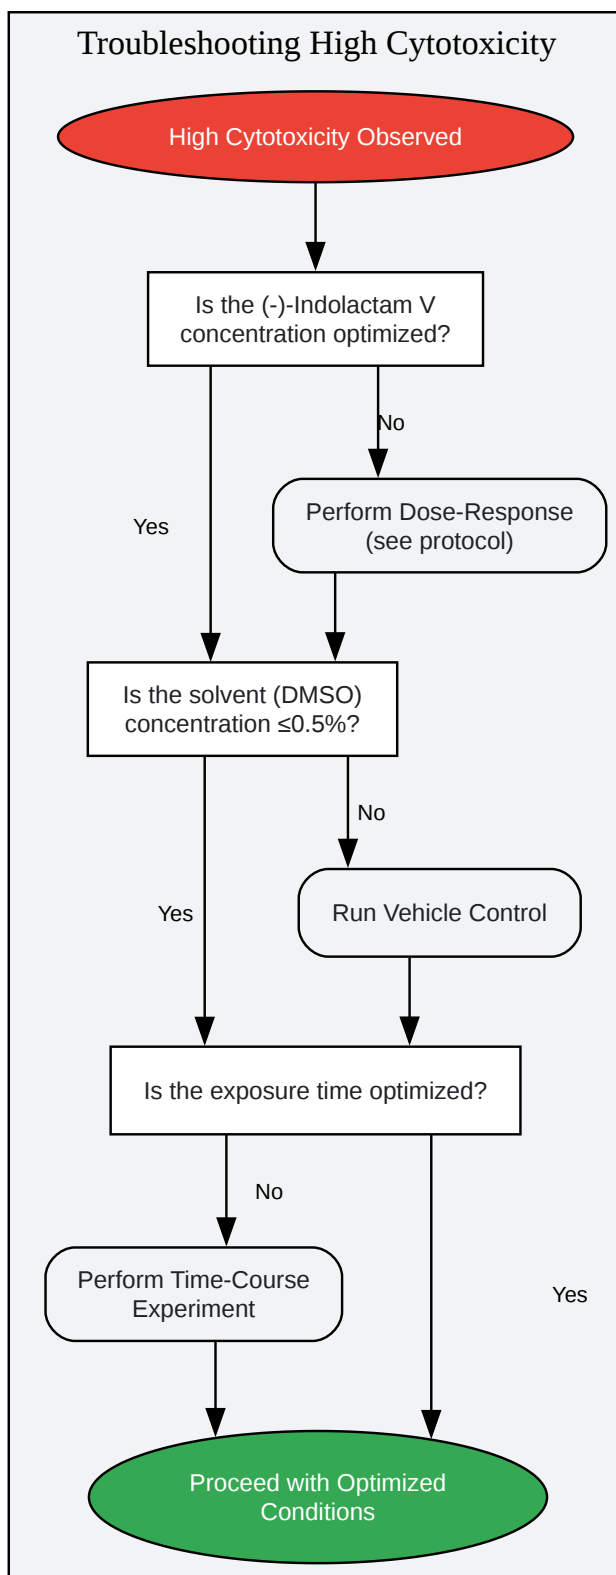 Troubleshooting High Cytotoxicity
High Cytotoxicity Observed
Is the (-)-Indolactam V
concentration optimized?
No
Perform Dose-Response
(see protocol)
Yes
Is the solvent (DMSO)
concentration ≤0.5%?
No
Run Vehicle Control
Yes
Is the exposure time optimized?
No
Perform Time-Course
Experiment
Yes
Proceed with Optimized
Conditions